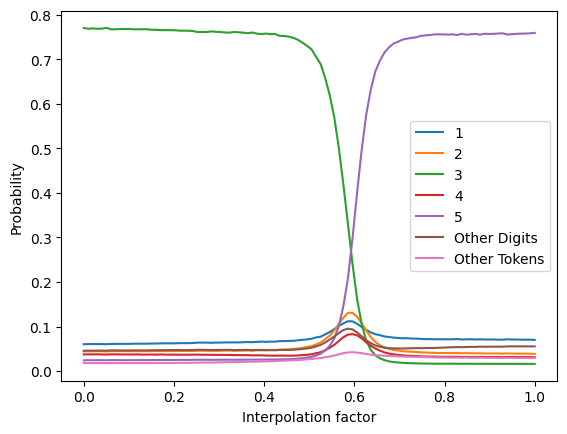 0.8
0.7
0.6
0.5
0.4
0.3
0.2
0.1
0.0
Probability
0.0 0.2 0.4 0.6 0.8 1.0
Interpolation factor
1
2
3
4
5
Other Digits
Other Tokens